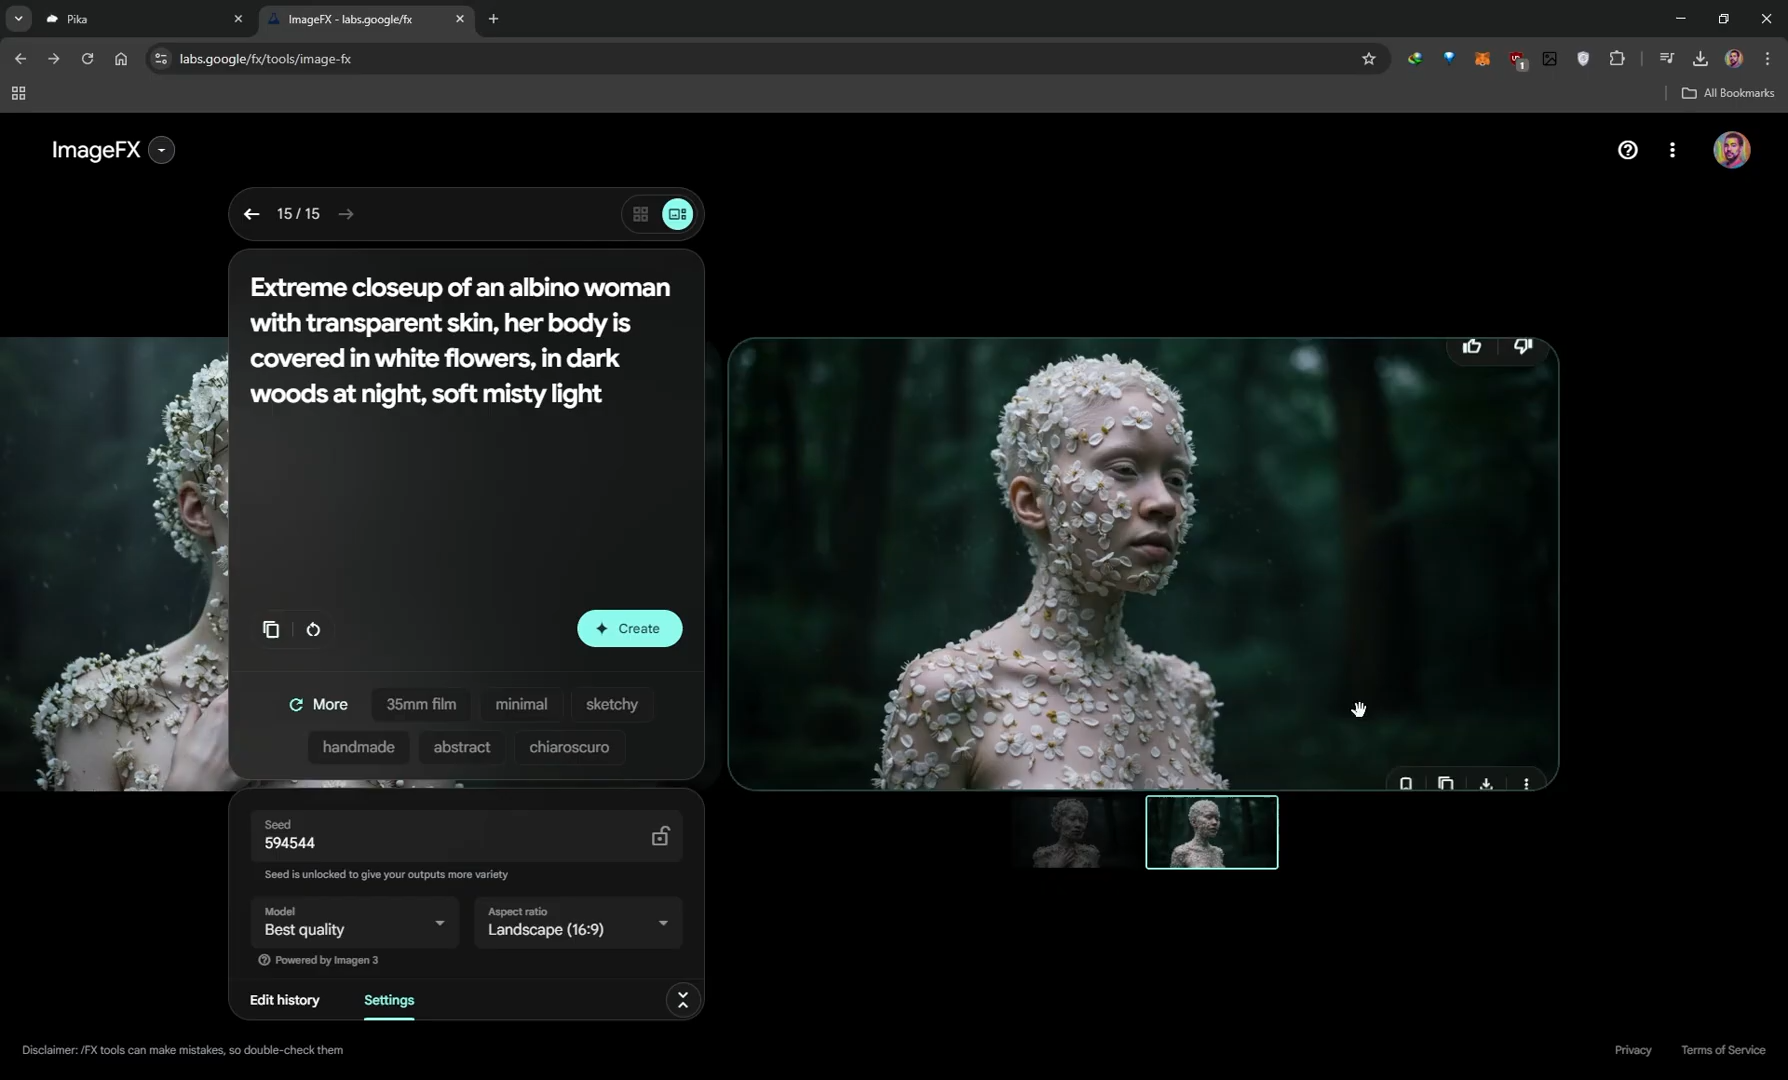 Pika
ImageFX - labs.google/fx
labs.google/fx/tools/image-fx
1
All Bookmarks
ImageFX
15 / 15
Extreme closeup of an albino woman
with transparent skin, her body is
covered in white flowers, in dark
woods at night, soft misty light
Create
More
35mm film
minimal
sketchy
handmade
abstract
chiaroscuro
Seed
594544
Seed is unlocked to give your outputs more variety
Model
Best quality
Aspect ratio
Landscape (16:9)
Powered by Imagen 3
Edit history
Settings
Disclaimer: /FX tools can make mistakes, so double-check them
Privacy
Terms of Service